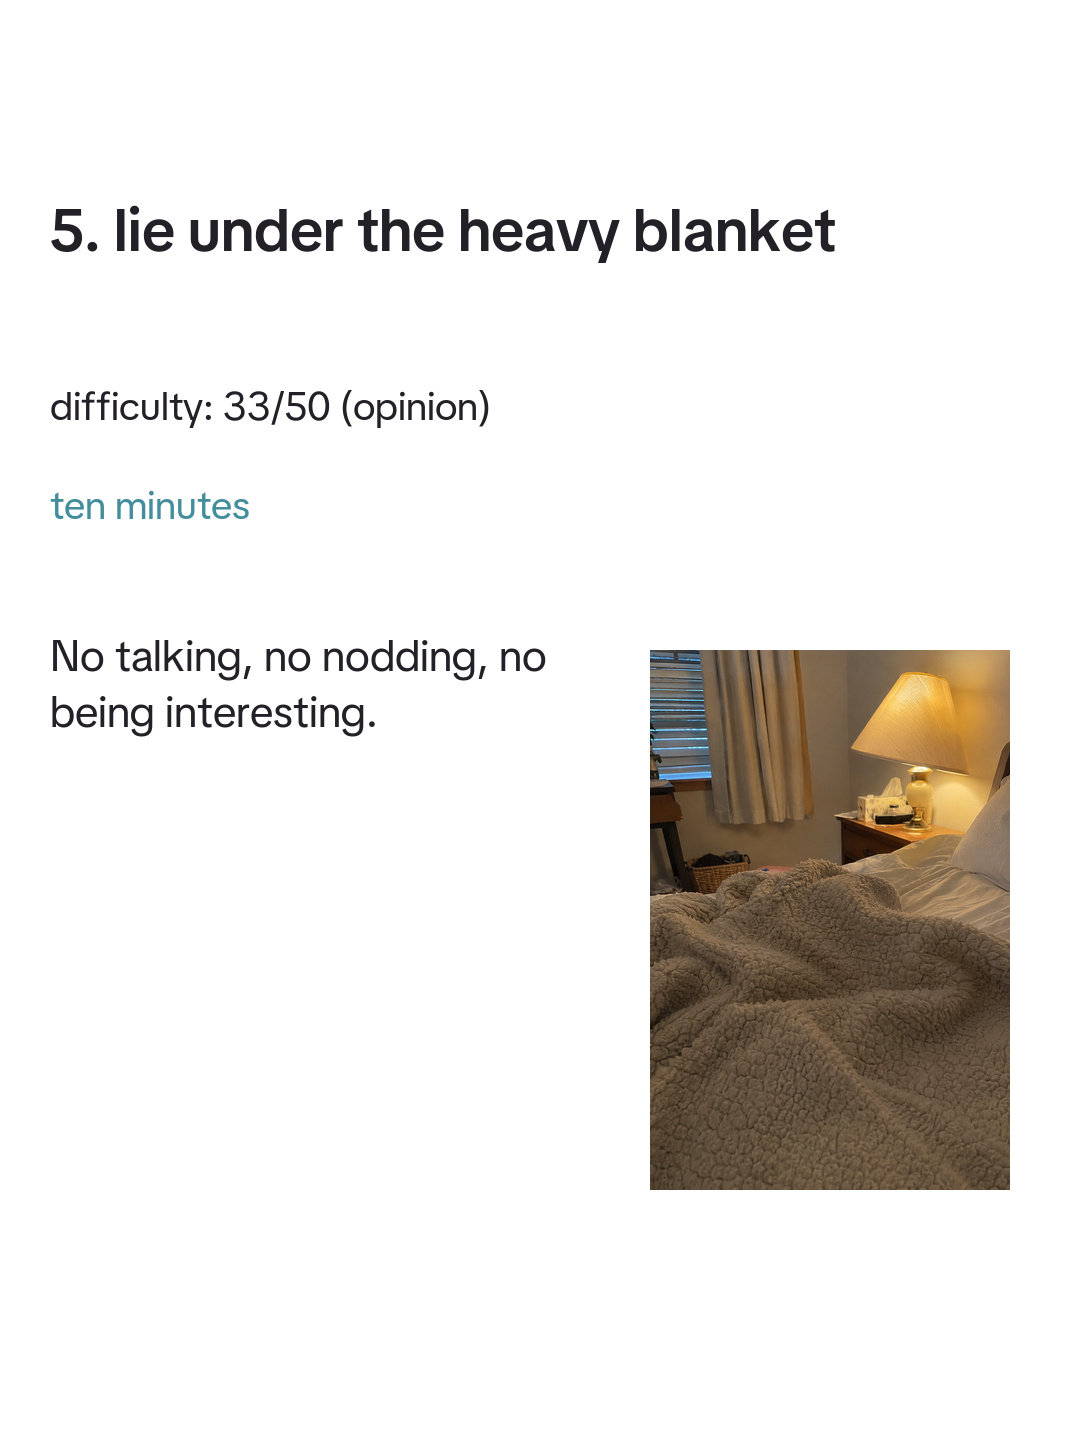 5. lie under the heavy blanket
difficulty: 33/50 (opinion)
ten minutes
No talking, no nodding, no
being interesting.